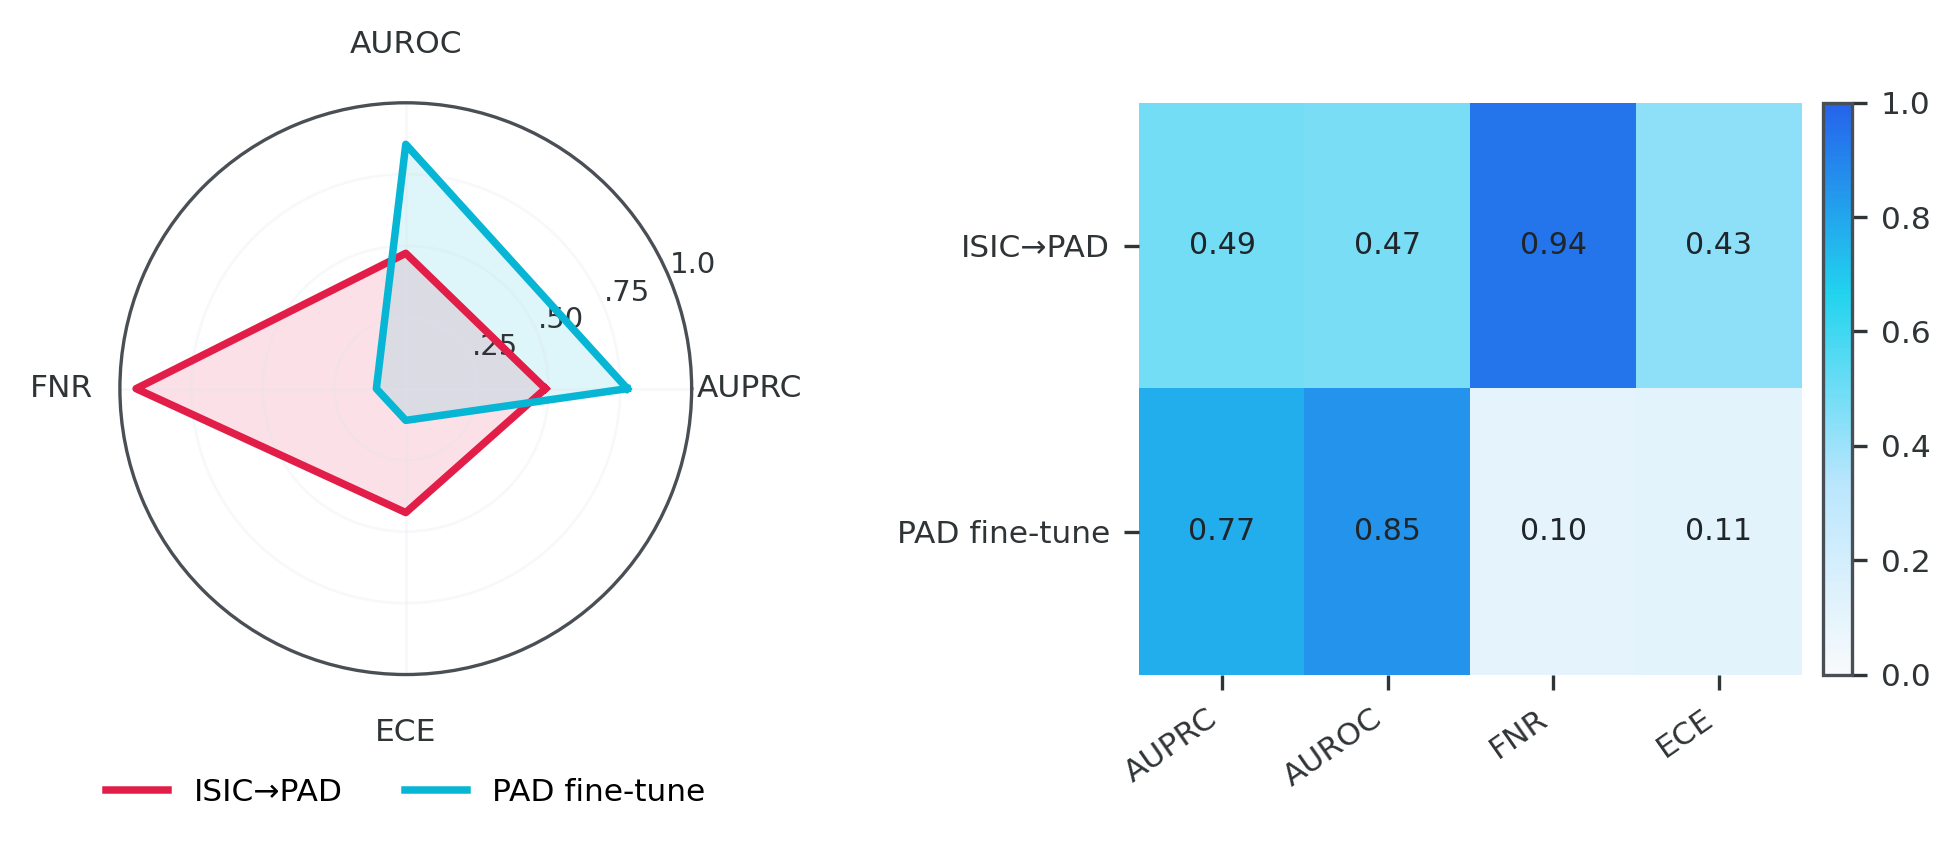 AUROC
1.0
.75
.50
.25
FNR
AUPRC
ECE
ISIC→PAD
PAD fine-tune
ISIC→PAD
0.49 0.47 0.94 0.43
PAD fine-tune
0.77 0.85 0.10 0.11
AUPRC
AUROC
FNR
ECE
1.0
0.8
0.6
0.4
0.2
0.0